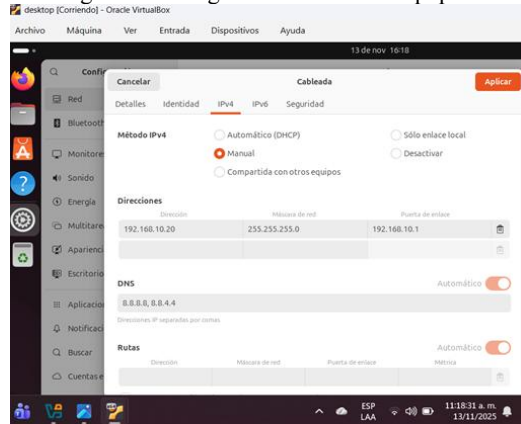 desktop [Corriendo] - Oracle VirtualBox
Archivo Máquina Ver Entrada Dispositivos Ayuda
13 de nov 16:18
Confi
Cancelar Cableada Aplicar
Red
Detalles Identidad IPv4 IPv6 Seguridad
Bluetooth
Método IPv4 Automático (DHCP) Sólo enlace local
Monitore
Manual Desactivar
Sonido
Compartida con otros equipos
Energía
Direcciones
Multitare
Dirección Máscara de red Puerta de enlace
192.168.10.20 255.255.255.0 192.168.10.1
Aparienci
Escritorio
DNS Automático
Aplicacion
8.8.8.8, 8.8.4.4
Direcciones IP separadas por comas
Notificaci
Rutas Automático
Buscar
Dirección Máscara de red Puerta de enlace Métrica
Cuentas e
ESP
LAA
11:18:31 a. m.
13/11/2025